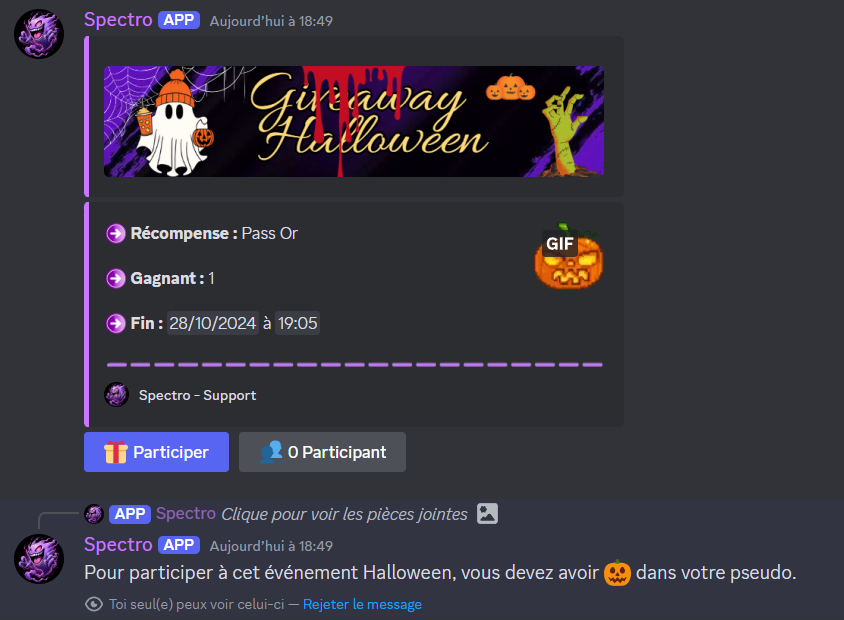 Spectro APP Aujourd’hui à 18:49
Giveaway
Halloween
Récompense : Pass Or
GIF
Gagnant : 1
Fin : 28/10/2024 à 19:05
Spectro - Support
Participer
0 Participant
APP Spectro Clique pour voir les pièces jointes
Spectro APP Aujourd’hui à 18:49
Pour participer à cet événement Halloween, vous devez avoir 🎃 dans votre pseudo.
Toi seul(e) peux voir celui-ci — Rejeter le message